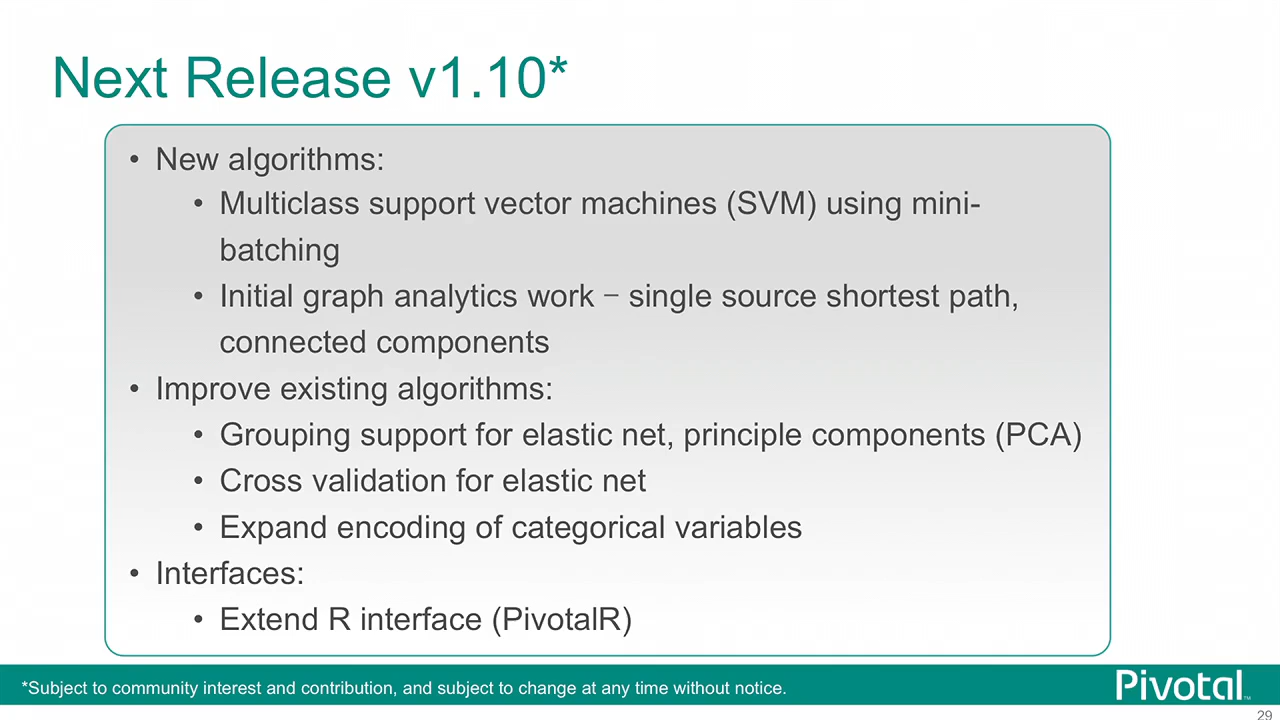 Next Release v1.10*
• New algorithms:
• Multiclass support vector machines (SVM) using mini-
batching
• Initial graph analytics work – single source shortest path,
connected components
• Improve existing algorithms:
• Grouping support for elastic net, principle components (PCA)
• Cross validation for elastic net
• Expand encoding of categorical variables
• Interfaces:
• Extend R interface (PivotalR)
*Subject to community interest and contribution, and subject to change at any time without notice.
Pivotal™
29